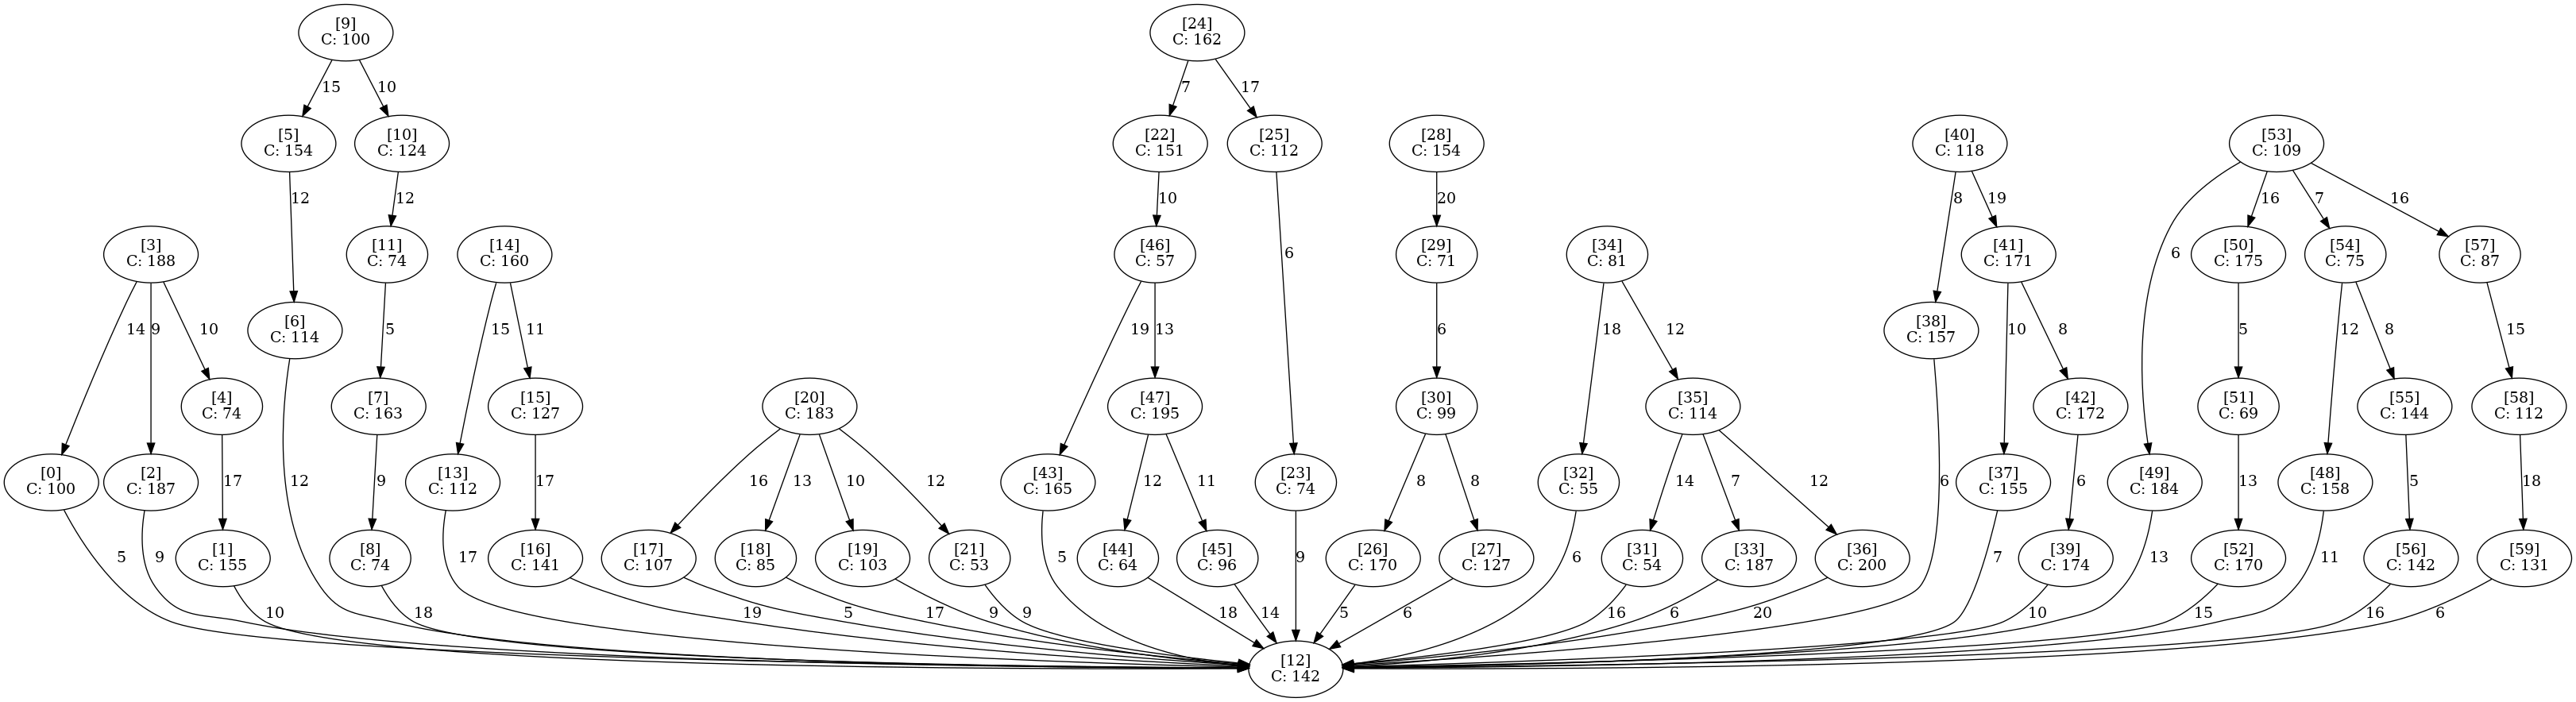 [9]
C: 100
[24]
C: 162
15
10
7
17
[5]
C: 154
[10]
C: 124
[22]
C: 151
[25]
C: 112
[28]
C: 154
[40]
C: 118
[53]
C: 109
12
12
10
20
8
19
16
7
16
[3]
C: 188
[11]
C: 74
[14]
C: 160
[46]
C: 57
[29]
C: 71
[34]
C: 81
[41]
C: 171
[50]
C: 175
[54]
C: 75
[57]
C: 87
6
6
[6]
C: 114
[38]
C: 157
14
9
10
5
15
11
19
13
6
18
12
10
8
5
12
8
15
[4]
C: 74
[7]
C: 163
[15]
C: 127
[20]
C: 183
[47]
C: 195
[30]
C: 99
[35]
C: 114
[42]
C: 172
[51]
C: 69
[55]
C: 144
[58]
C: 112
[0]
C: 100
[2]
C: 187
17
12
9
[13]
C: 112
17
16
13
10
12
[43]
C: 165
12
11
[23]
C: 74
8
8
[32]
C: 55
14
7
12
6
[37]
C: 155
6
[49]
C: 184
13
[48]
C: 158
5
18
[1]
C: 155
[8]
C: 74
[16]
C: 141
[17]
C: 107
[18]
C: 85
[19]
C: 103
[21]
C: 53
[44]
C: 64
[45]
C: 96
[26]
C: 170
[27]
C: 127
[31]
C: 54
[33]
C: 187
[36]
C: 200
[39]
C: 174
[52]
C: 170
[56]
C: 142
[59]
C: 131
5
9
17
5
9
6
7
13
11
10
18
19
5
17
9
9
18
14
5
6
16
6
20
10
15
16
6
[12]
C: 142